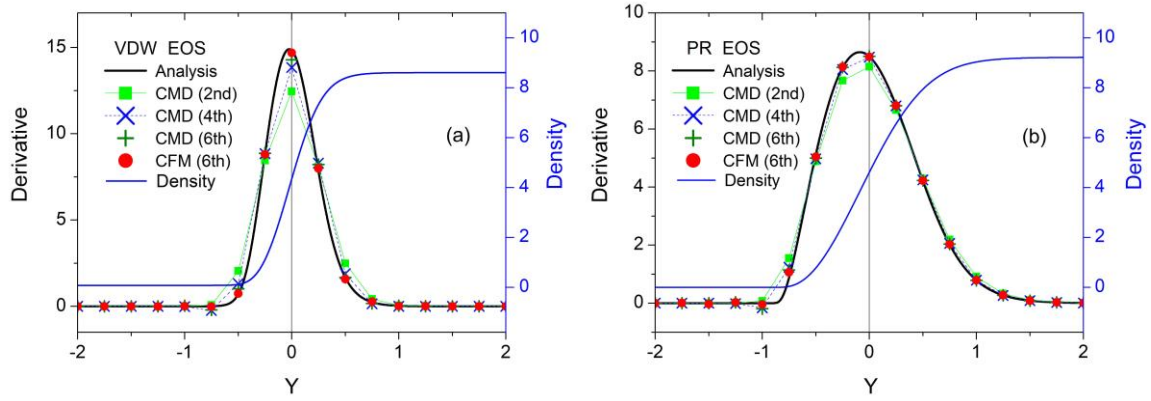 VDW EOS
Analysis
CMD (2nd)
CMD (4th)
CMD (6th)
CFM (6th)
Density
(a)
Derivative
15
10
5
0
-2 -1 0 1 2
Y
10
8
6
4
2
0
Density
PR EOS
Analysis
CMD (2nd)
CMD (4th)
CMD (6th)
CFM (6th)
Density
(b)
Derivative
10
8
6
4
2
0
-2 -1 0 1 2
Y
10
8
6
4
2
0
Density